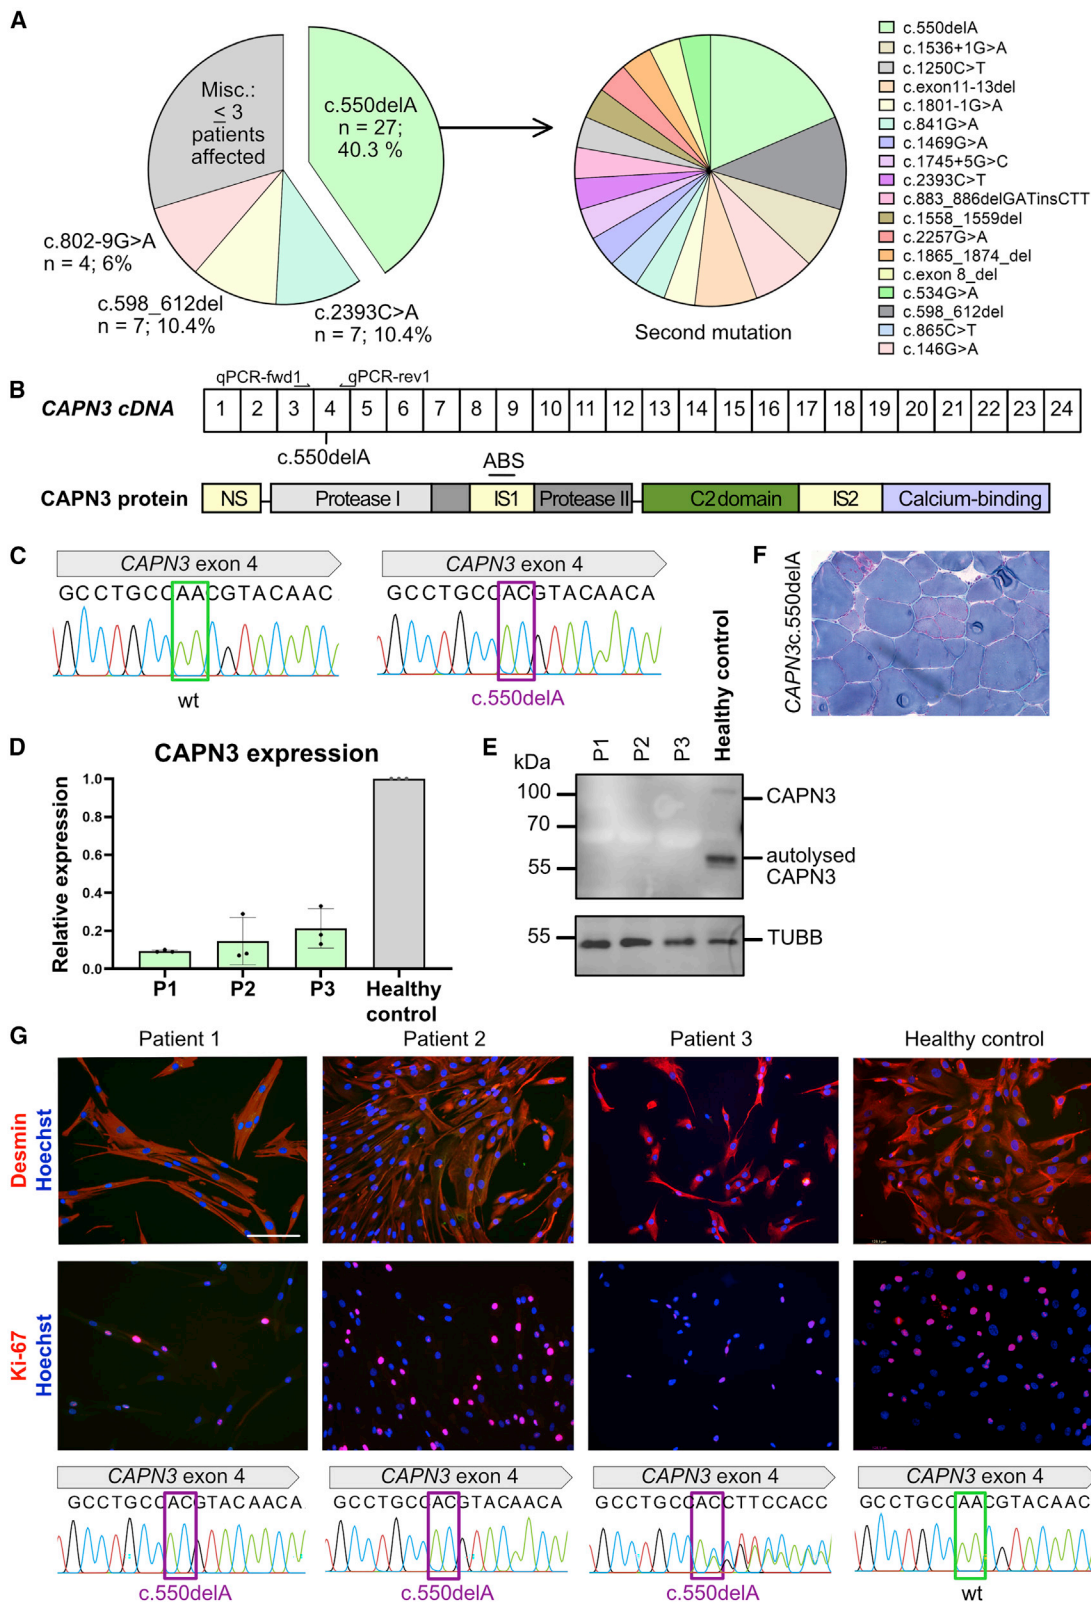 A
Misc.:
≤ 3
patients
affected
c.550delA
n = 27;
40.3 %
c.802-9G>A
n = 4; 6%
c.598_612del
n = 7; 10.4%
c.2393C>A
n = 7; 10.4%
Second mutation
c.550delA
c.1536+1G>A
c.1250C>T
c.exon11-13del
c.1801-1G>A
c.841G>A
c.1469G>A
c.1745+5G>C
c.2393C>T
c.883_886delGATinsCTT
c.1558_1559del
c.2257G>A
c.1865_1874_del
c.exon 8_del
c.534G>A
c.598_612del
c.865C>T
c.146G>A
B
qPCR-fwd1 qPCR-rev1
CAPN3 cDNA 1 2 3 4 5 6 7 8 9 10 11 12 13 14 15 16 17 18 19 20 21 22 23 24
c.550delA
ABS
CAPN3 protein NS Protease I IS1 Protease II C2 domain IS2 Calcium-binding
C
CAPN3 exon 4
GCCTGCCAACGTACAAC
wt
CAPN3 exon 4
GCCTGCCACGTACAACA
c.550delA
F
CAPN3c.550delA
D
CAPN3 expression
Relative expression
1.0
0.8
0.6
0.4
0.2
0.0
P1 P2 P3 Healthy
control
E
kDa P1 P2 P3 Healthy control
100
70
55
CAPN3
autolysed
CAPN3
55
TUBB
G
Patient 1 Patient 2 Patient 3 Healthy control
Desmin
Hoechst
Ki-67
Hoechst
CAPN3 exon 4 CAPN3 exon 4 CAPN3 exon 4 CAPN3 exon 4
GCCTGCCACGTACAACA GCCTGCCACGTACAACA GCCTGCCACCTTCCACC GCCTGCCAACGTACAAC
c.550delA c.550delA c.550delA wt